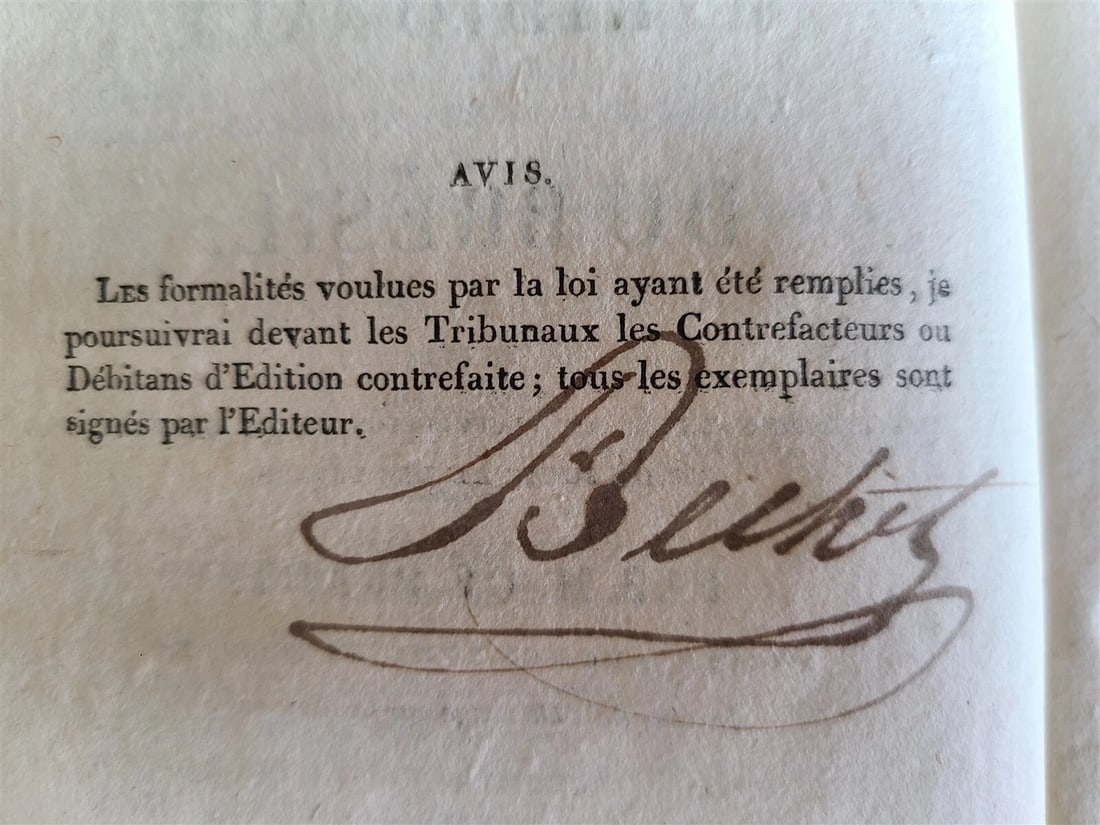 AVIS.
LES formalités voulues par la loi ayant été remplies, je
poursuivrai devant les Tribunaux les Contrefacteurs ou
Débitans d'Edition contrefaite; tous les exemplaires sont
signés par l'Editeur.